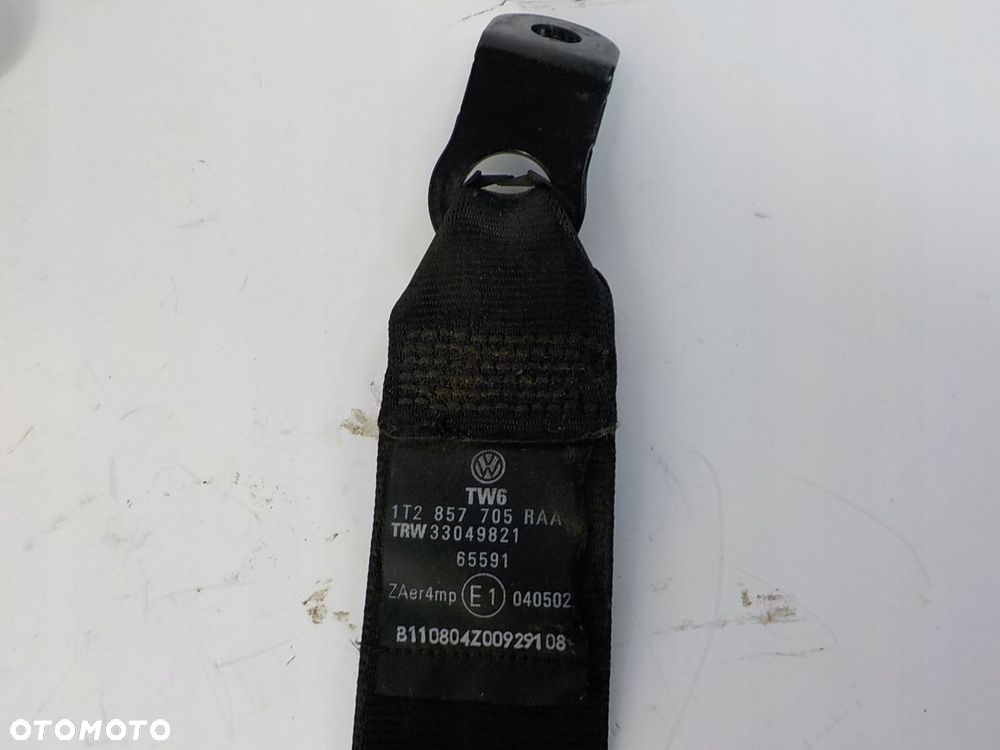 TW6
1T2 857 705 RAA
TRW 33049821
65591
ZAer4mp E1 040502
B110804Z00929108
OTOMOTO